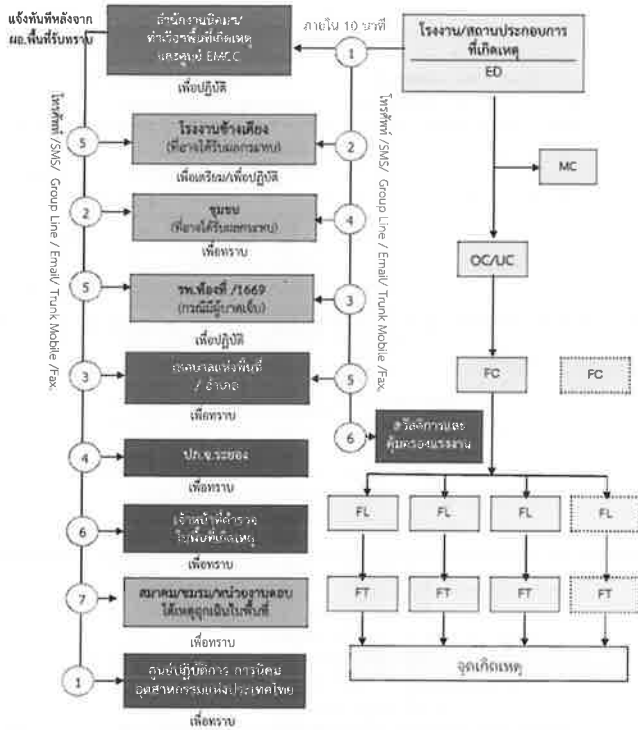 แจ้งทันทีหลังจาก
ผอ.พื้นที่รับทราบ
สำนักงานนิคมฯ/
ท่าเรือฯพื้นที่เกิดเหตุ
และศูนย์ EMCC
เพื่อปฏิบัติ
ภายใน 10 นาที
1
โรงงาน/สถานประกอบการ
ที่เกิดเหตุ
ED
โทรศัพท์ /SMS/ Group Line / Email/ Trunk Mobile /Fax.
โทรศัพท์ /SMS/ Group Line / Email/ Trunk Mobile /Fax.
5
โรงงานข้างเคียง
(ที่อาจได้รับผลกระทบ)
2
เพื่อเตรียม/เพื่อปฏิบัติ
MC
2
ชุมชน
(ที่อาจได้รับผลกระทบ)
4
เพื่อทราบ
OC/UC
5
รพ.ท้องที่ /1669
(กรณีมีผู้บาดเจ็บ)
3
เพื่อปฏิบัติ
3
เทศบาลแห่งพื้นที่
/ อำเภอ
5
เพื่อทราบ
FC
FC
6
สวัสดิการและ
คุ้มครองแรงงาน
4
ปภ.จ.ระยอง
เพื่อทราบ
6
เจ้าหน้าที่ตำรวจ
ในพื้นที่เกิดเหตุ
FL
FL
FL
FL
7
สมาคม/ชมรม/หน่วยงานตอบ
โต้เหตุฉุกเฉินในพื้นที่
เพื่อทราบ
FT
FT
FT
FT
1
ศูนย์ปฏิบัติการ การนิคม
อุตสาหกรรมแห่งประเทศไทย
เพื่อทราบ
จุดเกิดเหตุ